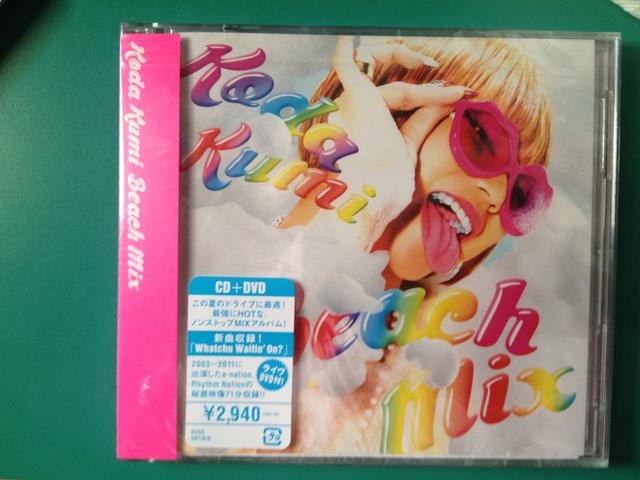 Koda Kumi Beach Mix
Koda
Kumi
Beach
Mix
CD+DVD
この夏のドライブに最適!
最強にHOTな、
ノンストップMIXアルバム!
新曲収録!
「Whatchu Waitin' On?」
2003〜2011に
出演したa-nation,
Rhythm Nationの
秘蔵映像71分収録!!
ライヴ
DVD付!
¥2,940